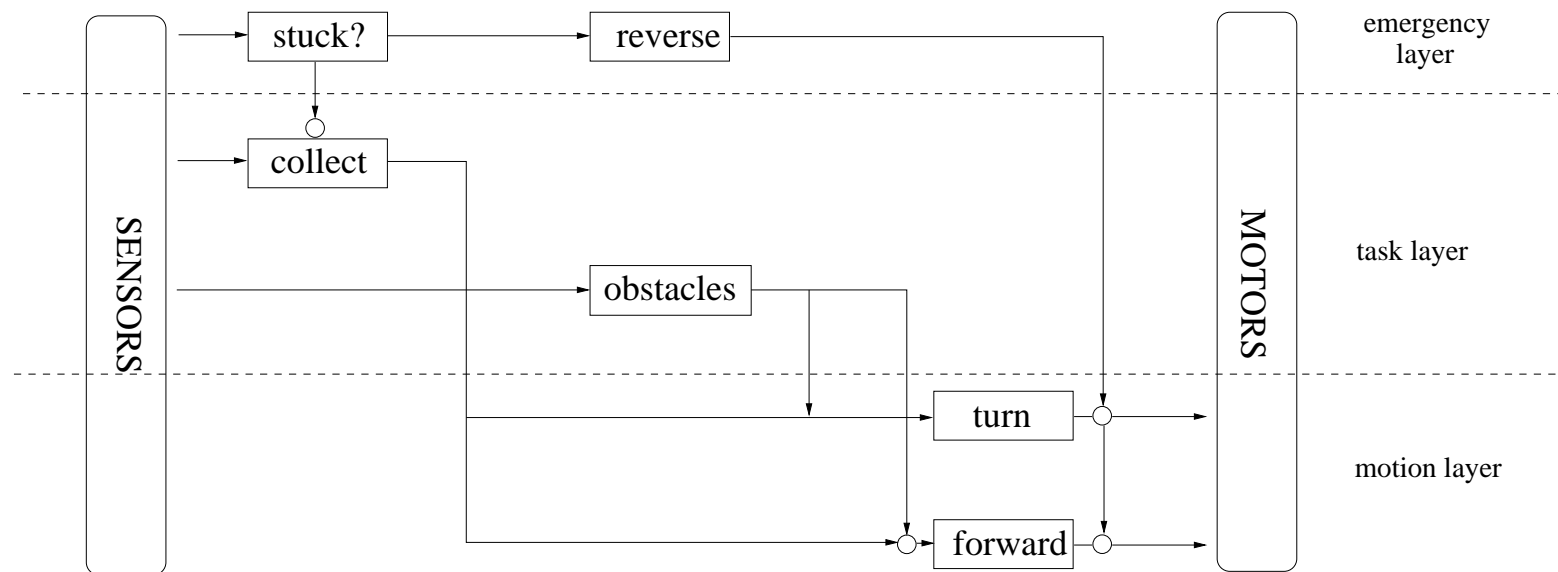 stuck?
reverse
emergency
layer
collect
SENSORS
MOTORS
task layer
obstacles
turn
motion layer
forward